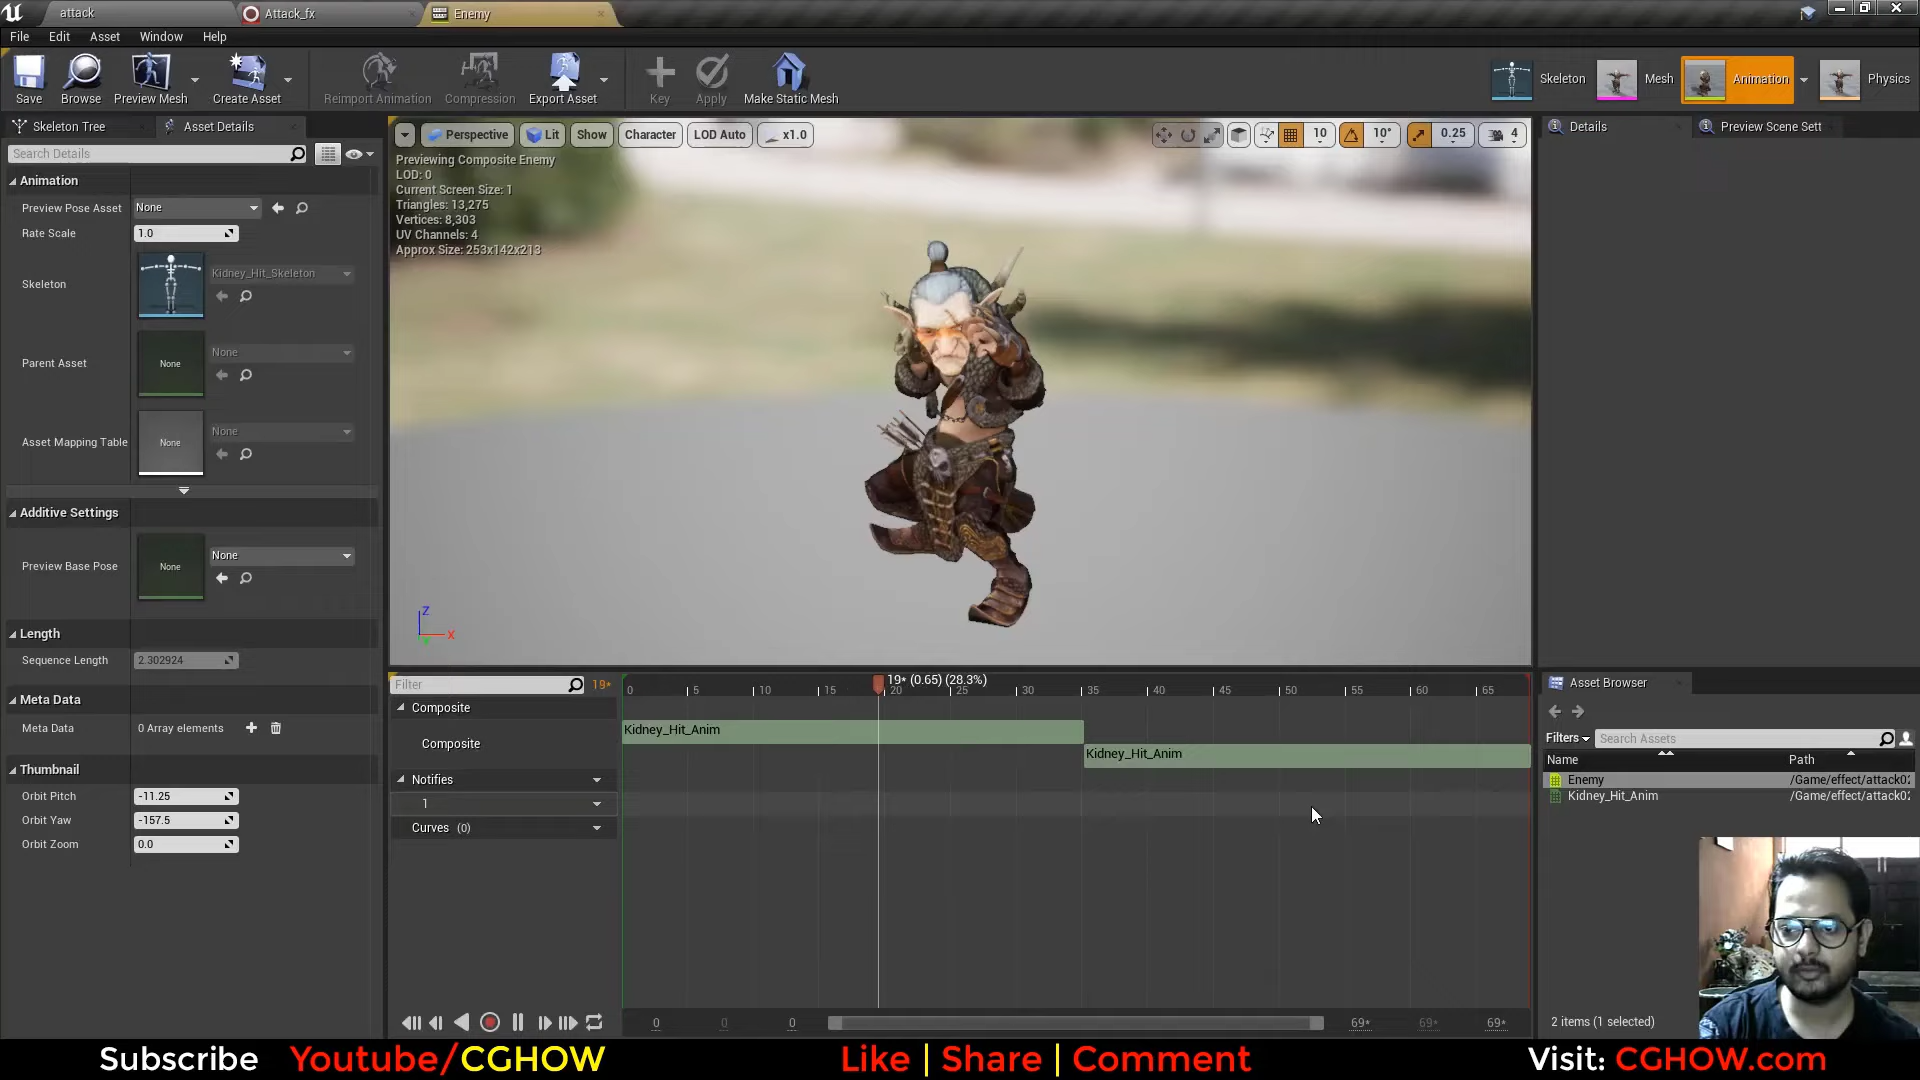 attack
Attack_fx
Enemy
File Edit Asset Window Help
Save Browse Preview Mesh Create Asset Reimport Animation Compression Export Asset Key Apply Make Static Mesh
Skeleton Mesh Animation Physics
Skeleton Tree Asset Details
Search Details
Animation
Preview Pose Asset None
Rate Scale 1.0
Skeleton Kidney_Hit_Skeleton
Parent Asset None None
Asset Mapping Table None None
Additive Settings
Preview Base Pose None None
Length
Sequence Length 2.302924
Meta Data
Meta Data 0 Array elements
Thumbnail
Orbit Pitch -11.25
Orbit Yaw -157.5
Orbit Zoom 0.0
Perspective Lit Show Character LOD Auto x1.0
10 10° 0.25 4
Previewing Composite Enemy
LOD: 0
Current Screen Size: 1
Triangles: 13,275
Vertices: 8,303
UV Channels: 4
Approx Size: 253x142x213
Z
X
Y
Filter 19*
19* (0.65) (28.3%)
0 5 10 15 20 25 30 35 40 45 50 55 60 65
Composite
Composite
Kidney_Hit_Anim
Kidney_Hit_Anim
Notifies
1
Curves (0)
0 0 0 69* 69* 69*
Details Preview Scene Sett
Asset Browser
Filters Search Assets
Name Path
Enemy /Game/effect/attack02
Kidney_Hit_Anim /Game/effect/attack02
2 items (1 selected)
Subscribe Youtube/CGHOW Like | Share | Comment Visit: CGHOW.com